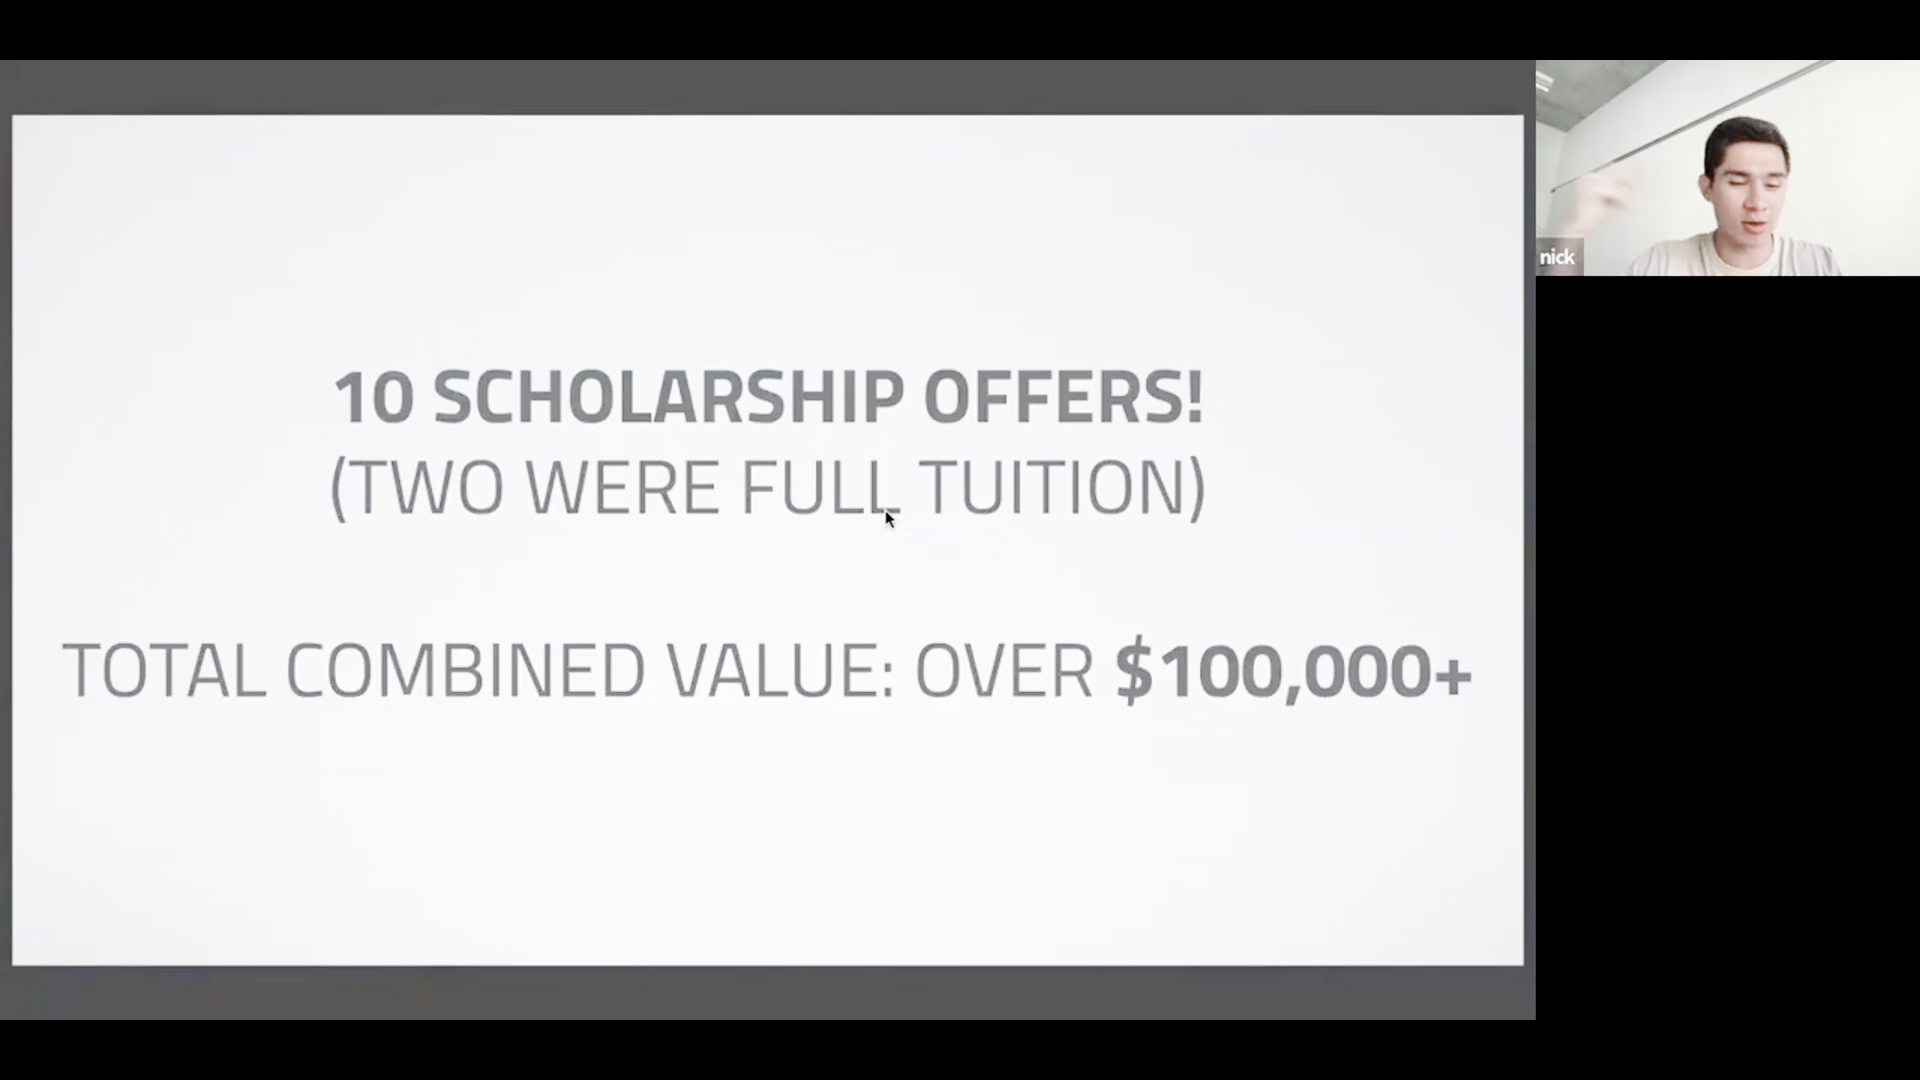 10 SCHOLARSHIP OFFERS!
(TWO WERE FULL TUITION)
TOTAL COMBINED VALUE: OVER $100,000+
nick